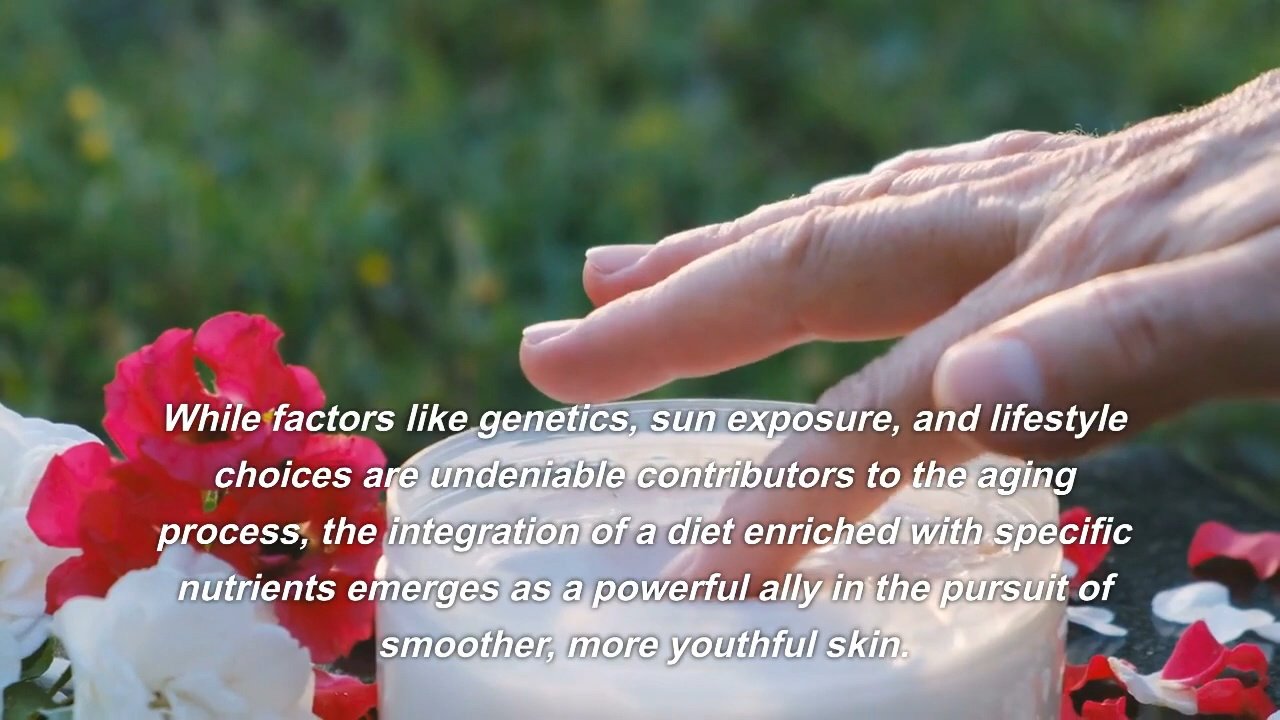 While factors like genetics, sun exposure, and lifestyle
choices are undeniable contributors to the aging
process, the integration of a diet enriched with specific
nutrients emerges as a powerful ally in the pursuit of
smoother, more youthful skin.